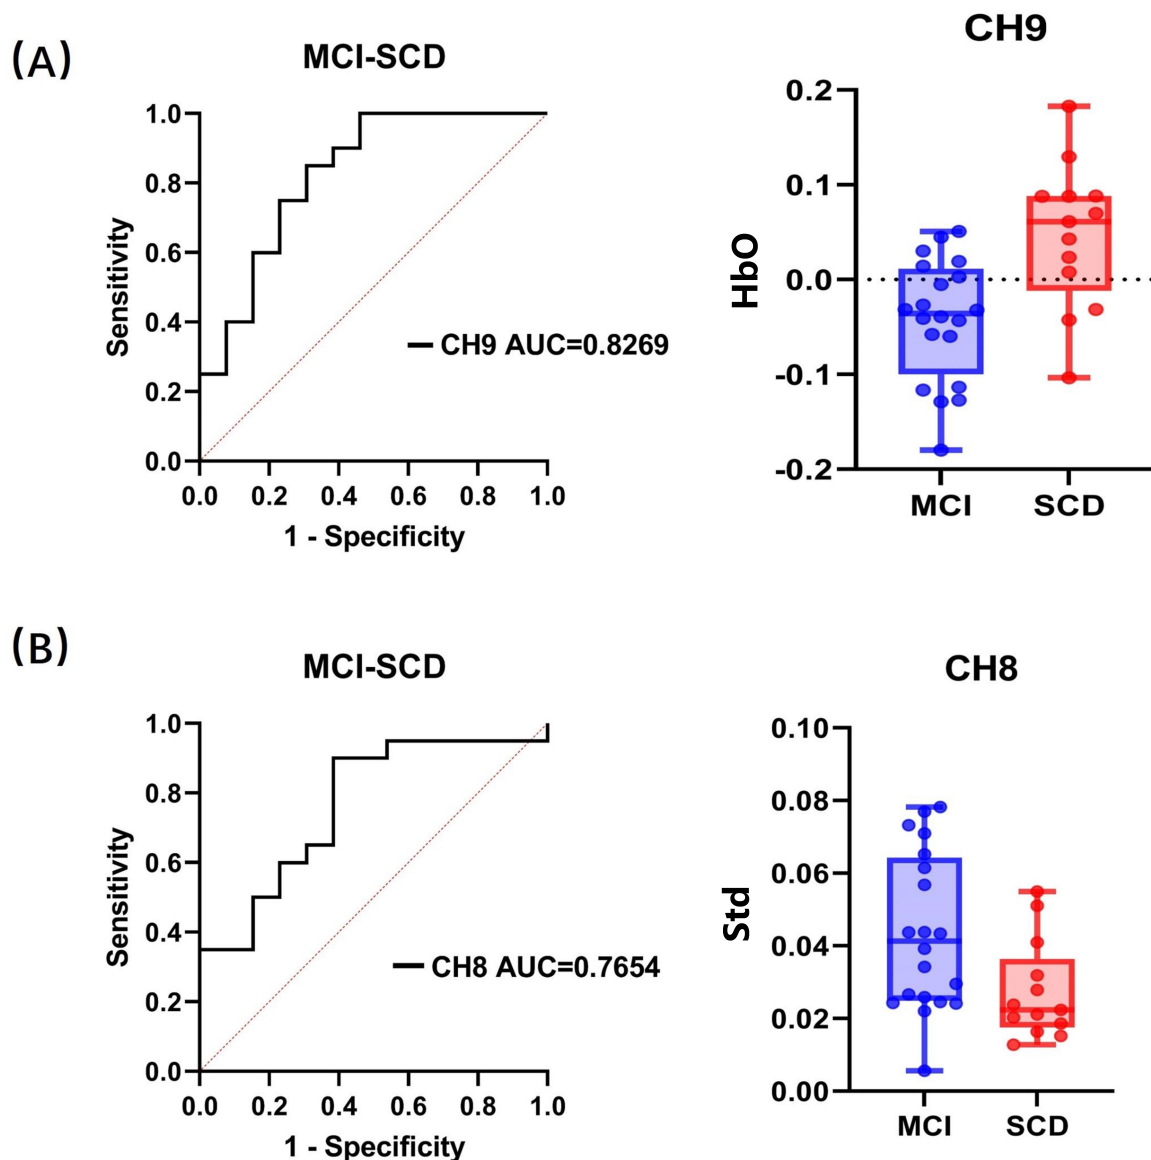 (A)
MCI-SCD
1.0
0.8
0.6
0.4
0.2
0.0
Sensitivity
CH9 AUC=0.8269
0.0 0.2 0.4 0.6 0.8 1.0
1 - Specificity
CH9
0.2
0.1
0.0
-0.1
-0.2
HbO
MCI SCD
(B)
MCI-SCD
1.0
0.8
0.6
0.4
0.2
0.0
Sensitivity
CH8 AUC=0.7654
0.0 0.2 0.4 0.6 0.8 1.0
1 - Specificity
CH8
0.10
0.08
0.06
0.04
0.02
0.00
Std
MCI SCD